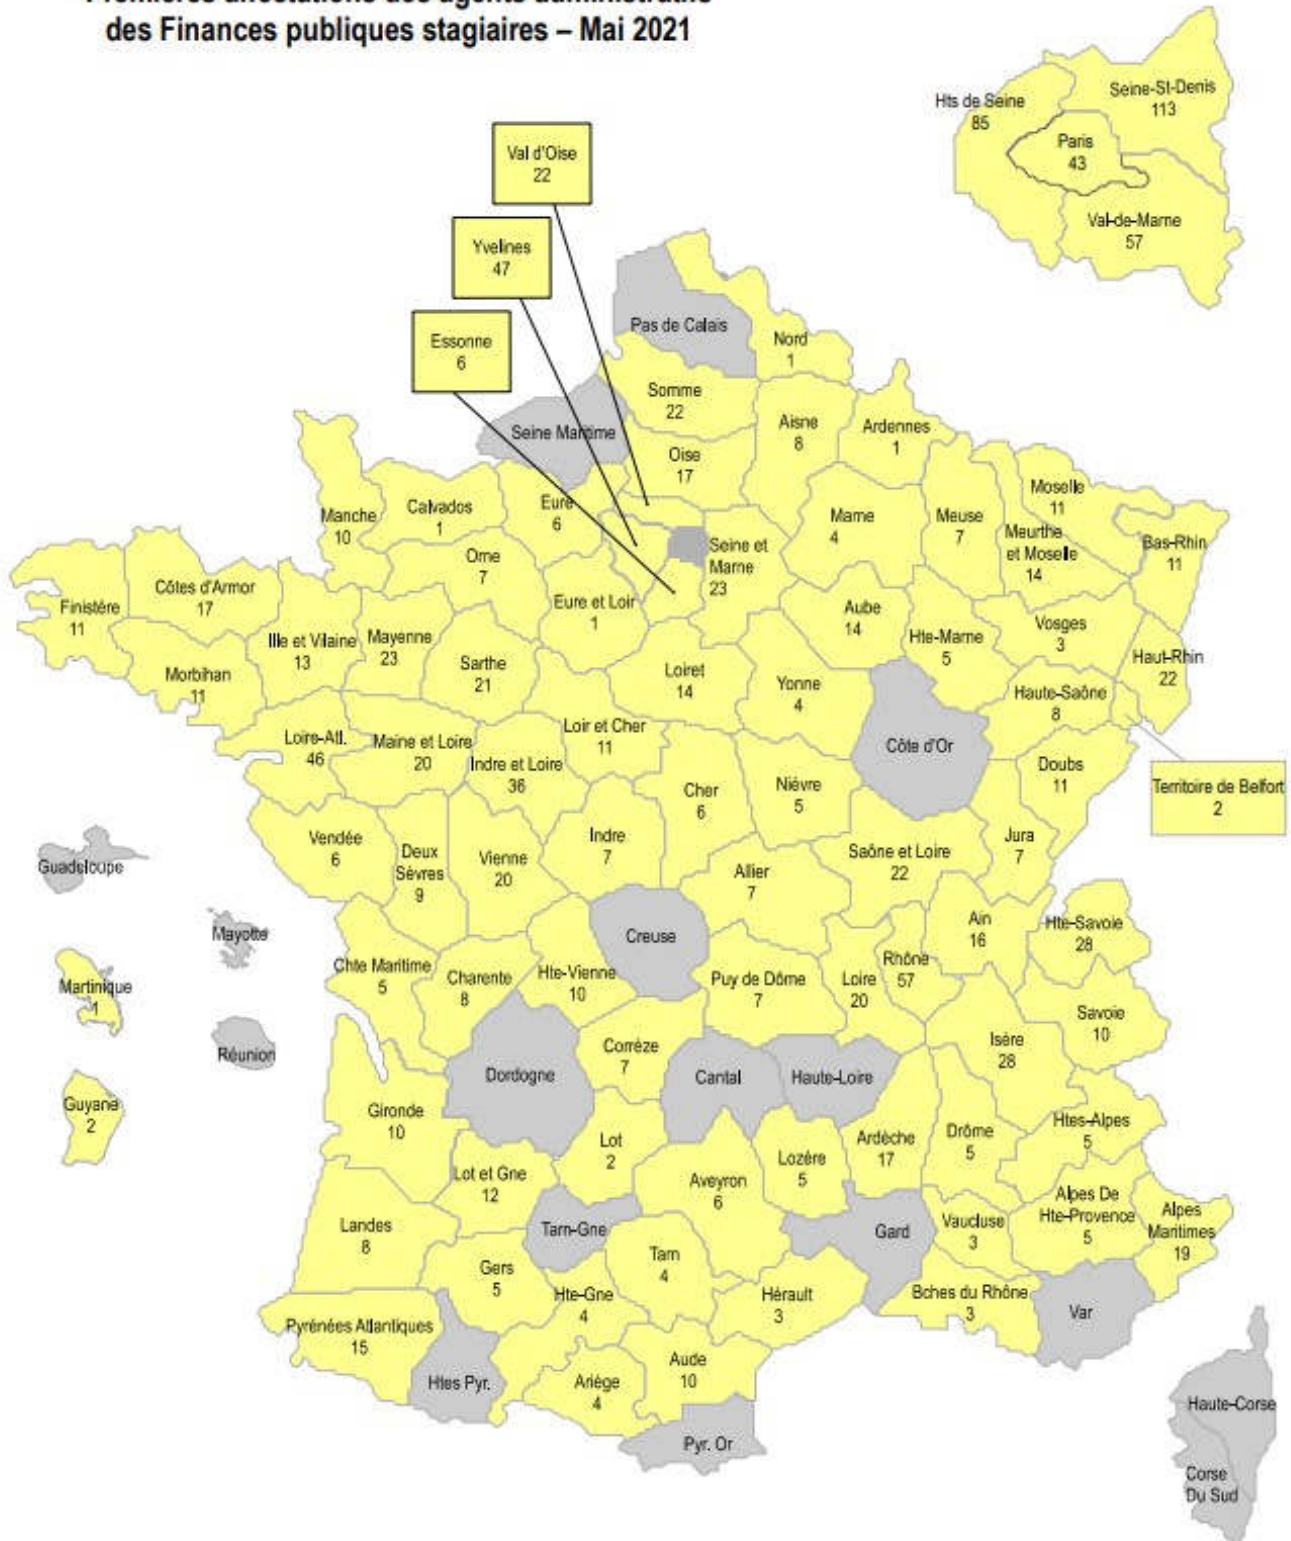 Premières affectations des agents administratifs
des Finances publiques stagiaires – Mai 2021
Hts de Seine
85
Seine-St-Denis
113
Paris
43
Val-de-Marne
57
Val d'Oise
22
Yvelines
47
Essonne
6
Pas de Calais
Nord
1
Somme
22
Seine Maritime
Aisne
8
Ardennes
1
Oise
17
Manche
10
Calvados
1
Eure
6
Orne
7
Seine et
Marne
23
Marne
4
Meuse
7
Moselle
11
Meurthe
et Moselle
14
Bas-Rhin
11
Finistère
11
Côtes d'Armor
17
Morbihan
11
Ille et Vilaine
13
Mayenne
23
Sarthe
21
Eure et Loir
1
Loiret
14
Yonne
4
Aube
14
Hte-Marne
5
Vosges
3
Haut-Rhin
22
Haute-Saône
8
Loire-Atl.
46
Maine et Loire
20
Indre et Loire
36
Loir et Cher
11
Cher
6
Nièvre
5
Côte d'Or
Doubs
11
Territoire de Belfort
2
Vendée
6
Deux
Sèvres
9
Vienne
20
Indre
7
Allier
7
Saône et Loire
22
Jura
7
Guadeloupe
Mayotte
Martinique
1
Réunion
Guyane
2
Chte Maritime
5
Charente
8
Hte-Vienne
10
Creuse
Puy de Dôme
7
Loire
20
Rhône
57
Ain
16
Hte-Savoie
28
Savoie
10
Isère
28
Dordogne
Corrèze
7
Cantal
Haute-Loire
Gironde
10
Lot
2
Lot et Gne
12
Aveyron
6
Lozère
5
Ardèche
17
Drôme
5
Htes-Alpes
5
Alpes De
Hte-Provence
5
Alpes
Maritimes
19
Landes
8
Tarn-Gne
Gard
Vaucluse
3
Gers
5
Tarn
4
Hte-Gne
4
Hérault
3
Bches du Rhône
3
Var
Pyrénées Atlantiques
15
Htes Pyr.
Ariège
4
Aude
10
Pyr. Or
Haute-Corse
Corse
Du Sud